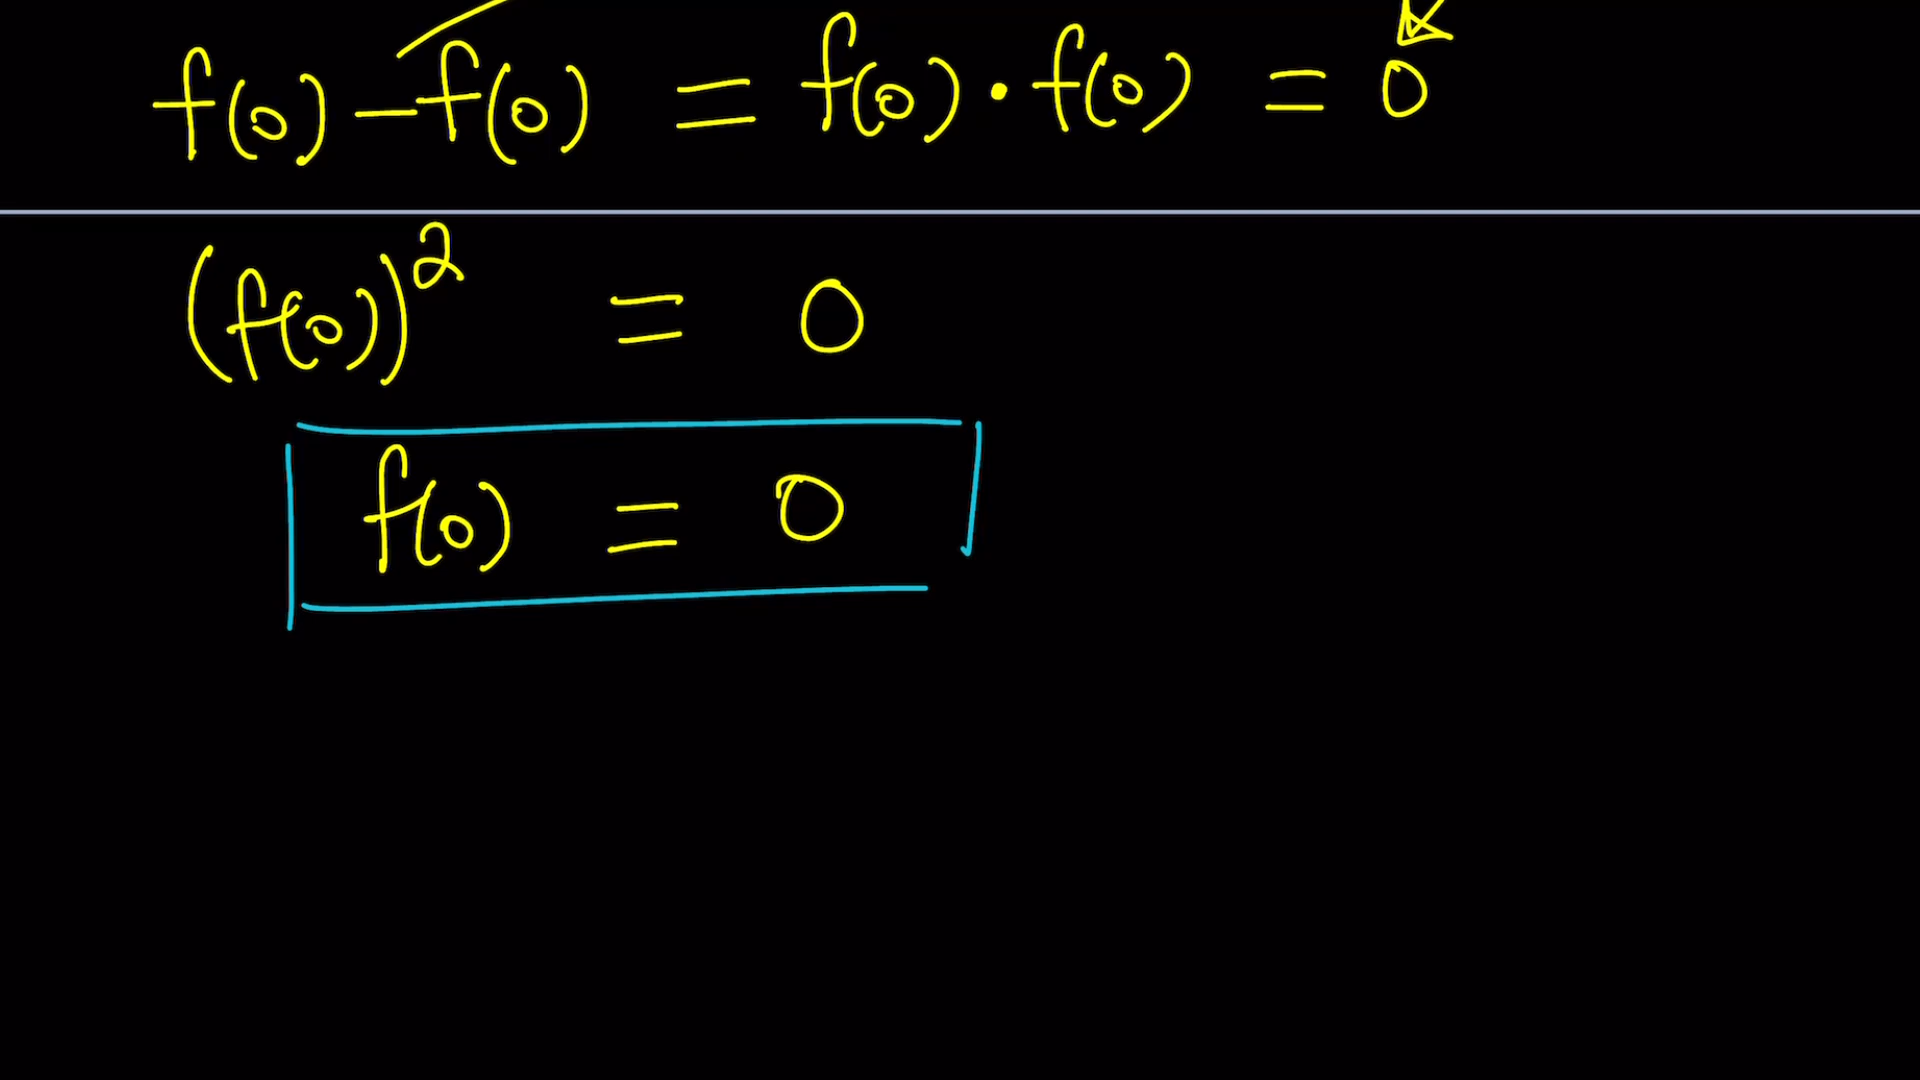 f(0) - f(0) = f(0) · f(0) = 0
(f(0))² = 0
f(0) = 0